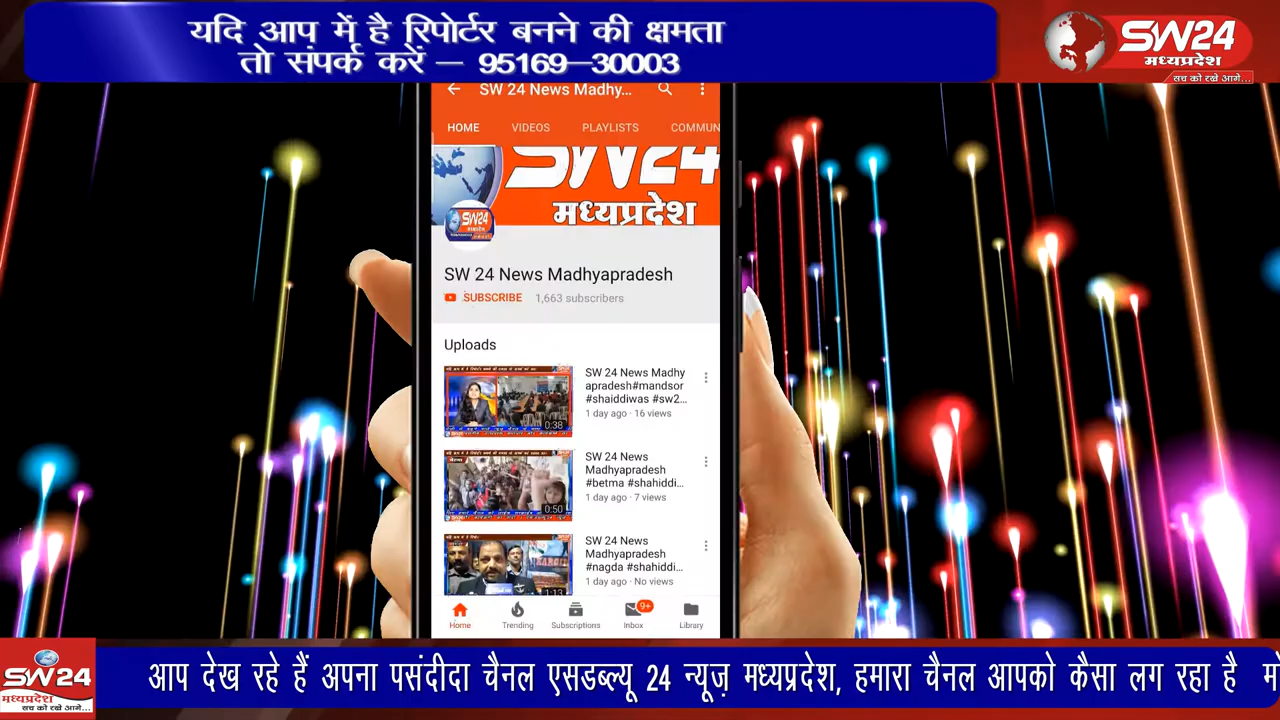 यदि आप में है रिपोर्टर बनने की क्षमता
तो संपर्क करें – 95169–30003
SW24
मध्यप्रदेश
सच को रखे आगे...
SW 24 News Madhy...
HOME VIDEOS PLAYLISTS COMMUN
SW24
मध्यप्रदेश
SW24
SW 24 News Madhyapradesh
SUBSCRIBE 1,663 subscribers
Uploads
SW 24 News Madhy
apradesh#mandsor
#shaiddiwas #sw2...
1 day ago · 16 views
0:38
SW 24 News
Madhyapradesh
#betma #shahiddi...
1 day ago · 7 views
0:50
SW 24 News
Madhyapradesh
#nagda #shahiddi...
1 day ago · No views
1:13
9+
Home Trending Subscriptions Inbox Library
SW24
मध्यप्रदेश
सच को रखे आगे...
आप देख रहे हैं अपना पसंदीदा चैनल एसडब्ल्यू 24 न्यूज़ मध्यप्रदेश, हमारा चैनल आपको कैसा लग रहा है